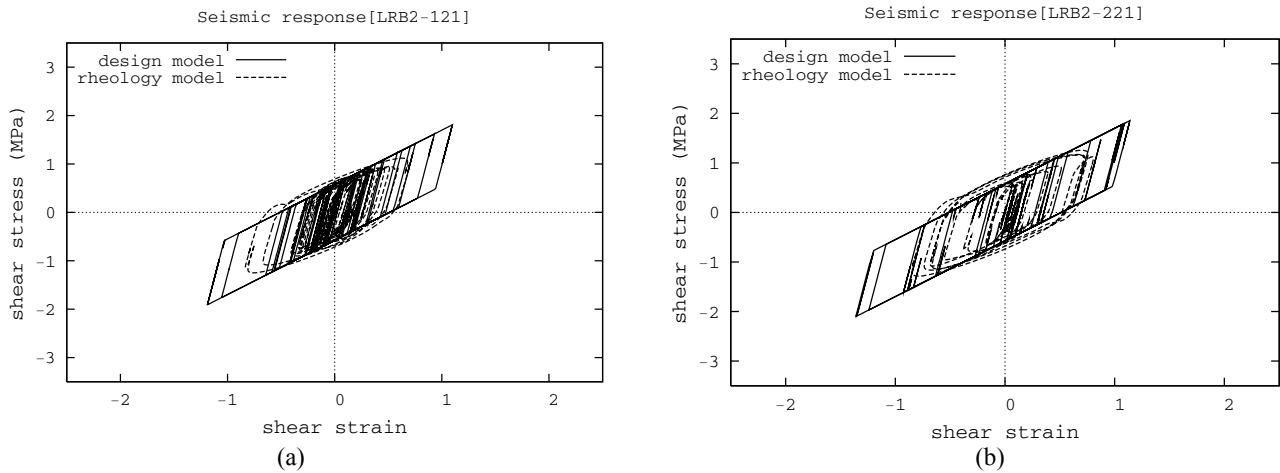 Seismic response[LRB2-121]
design model
rheology model
3
2
1
0
−1
−2
−3
shear stress (MPa)
−2 −1 0 1 2
shear strain
(a)
Seismic response[LRB2-221]
design model
rheology model
3
2
1
0
−1
−2
−3
shear stress (MPa)
−2 −1 0 1 2
shear strain
(b)